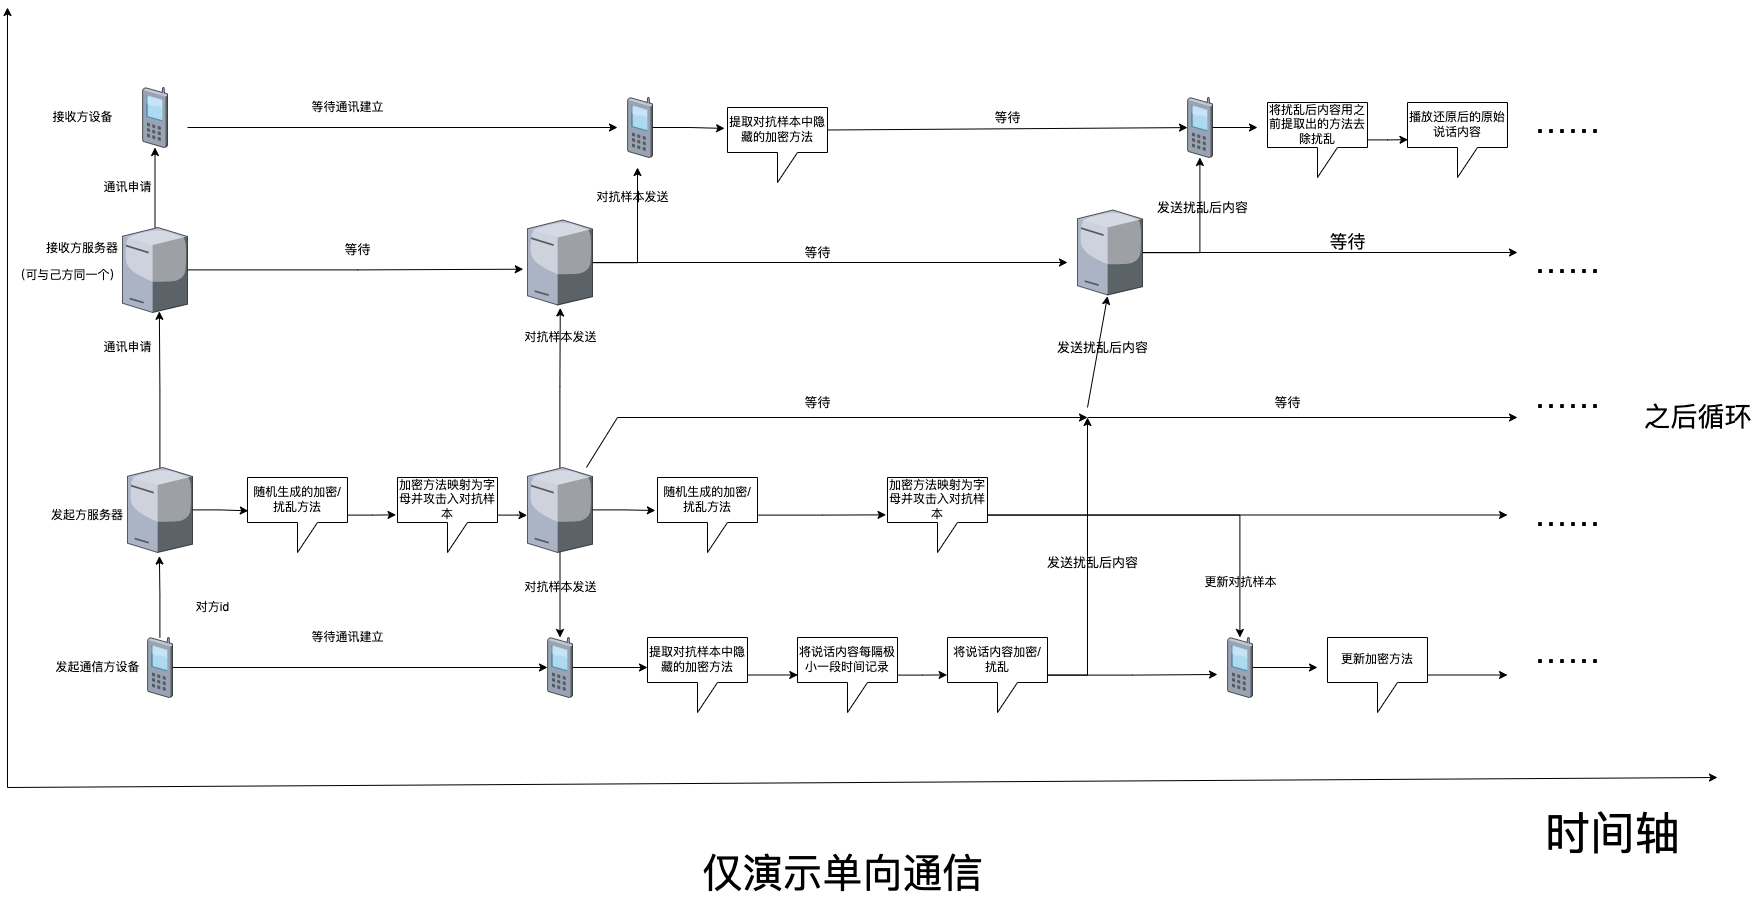 等待通讯建立
接收方设备
提取对抗样本中隐
藏的加密方法
等待
将扰乱后内容用之
前提取出的方法去
除扰乱
播放还原后的原始
说话内容
......
通讯申请
对抗样本发送
发送扰乱后内容
接收方服务器
(可与己方同一个)
等待
等待
等待
......
通讯申请
对抗样本发送
发送扰乱后内容
等待
等待
......
之后循环
发起方服务器
随机生成的加密/
扰乱方法
加密方法映射为字
母并攻击入对抗样
本
随机生成的加密/
扰乱方法
加密方法映射为字
母并攻击入对抗样
本
......
对方id
对抗样本发送
发送扰乱后内容
更新对抗样本
发起通信方设备
等待通讯建立
提取对抗样本中隐
藏的加密方法
将说话内容每隔极
小一段时间记录
将说话内容加密/
扰乱
更新加密方法
......
时间轴
仅演示单向通信